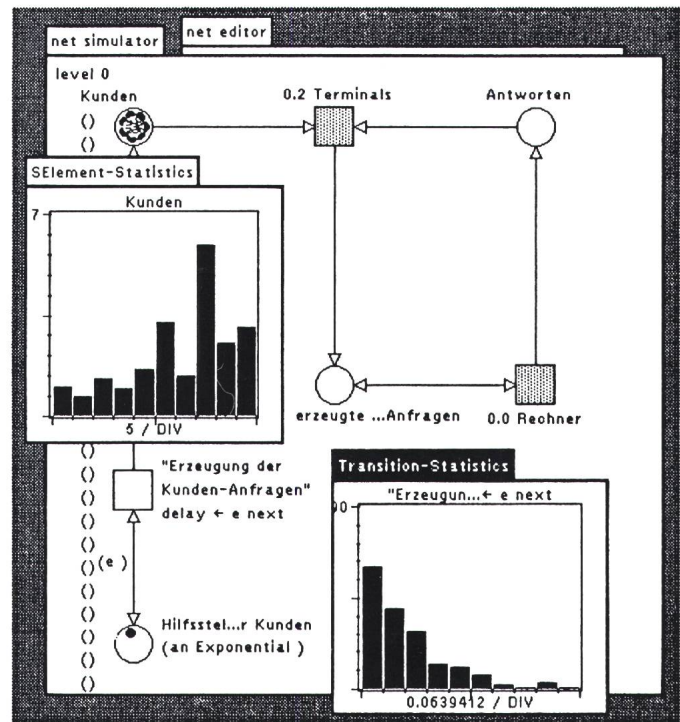 net simulator
net editor
level 0
Kunden
0.2 Terminals
Antworten
()
()
()
SElement-Statistics
Kunden
7
5 / DIV
erzeugte ...Anfragen
0.0 Rechner
()
()
()
()
()
()
()
()
()
()
()
"Erzeugung der
Kunden-Anfragen"
delay ← e next
(e )
Hilfsstel...r Kunden
(an Exponential )
Transition-Statistics
"Erzeugun...← e next
0.0639412 / DIV